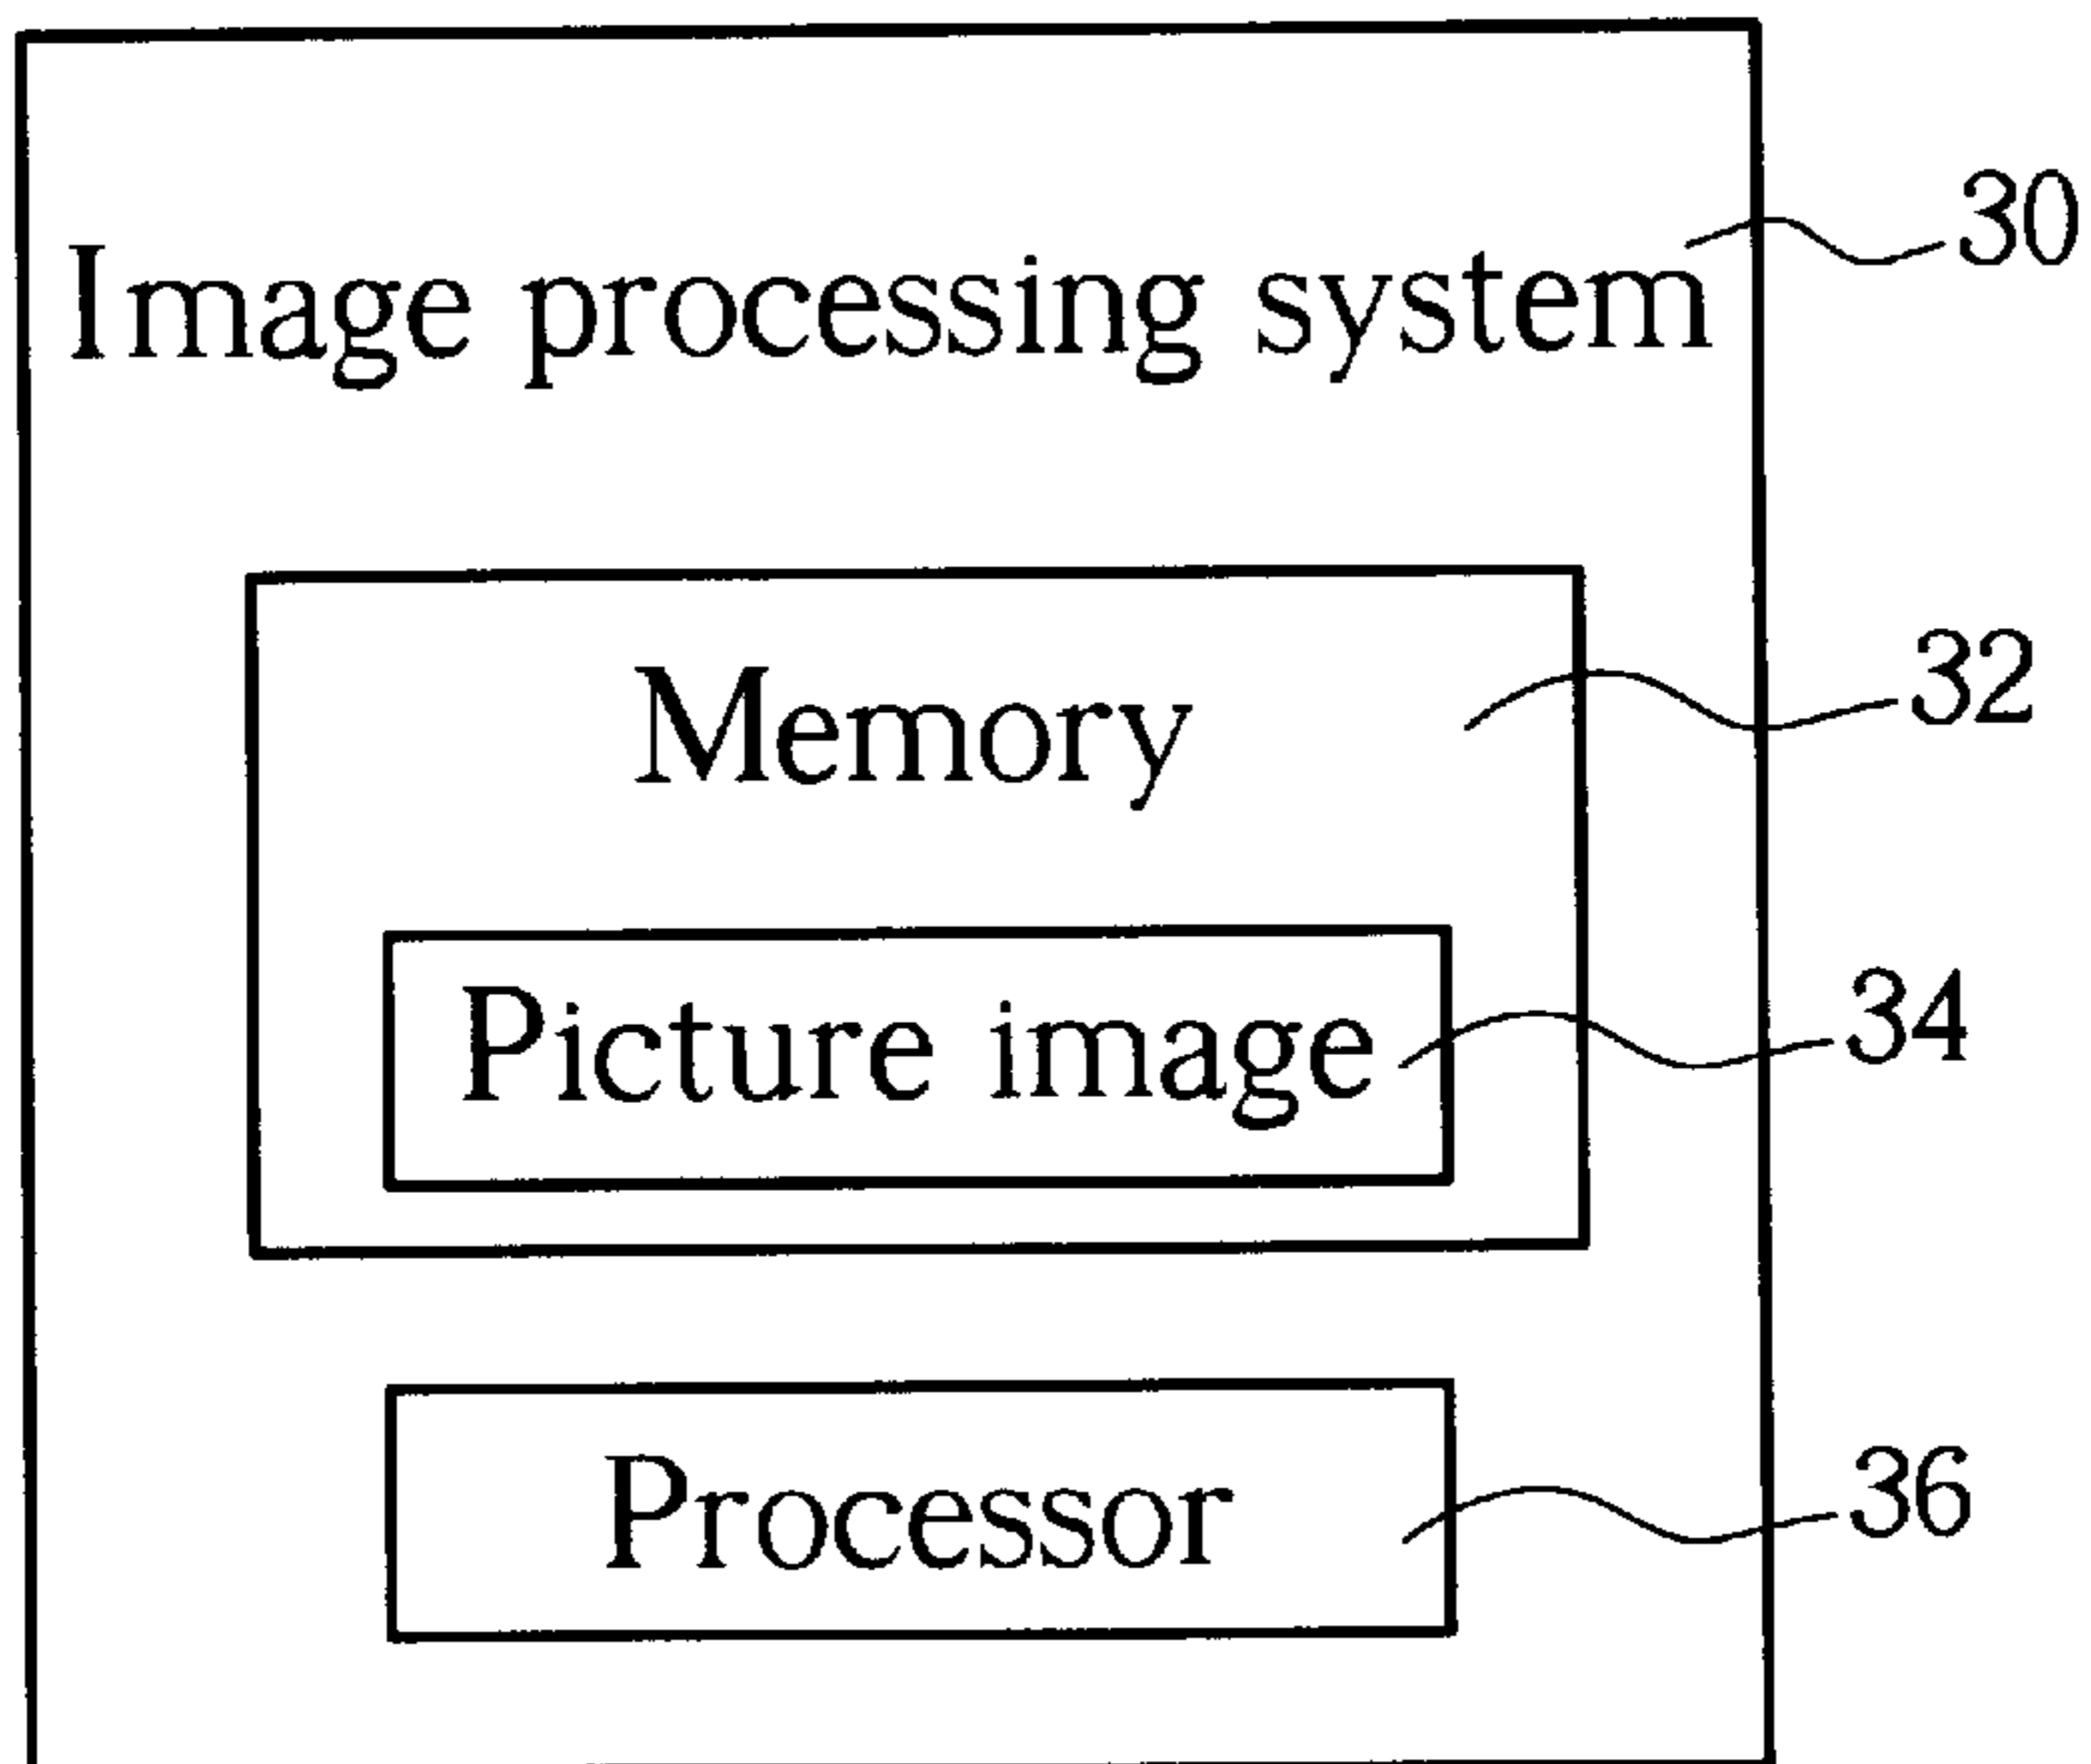 Image processing system
30
Memory
32
Picture image
34
Processor
36